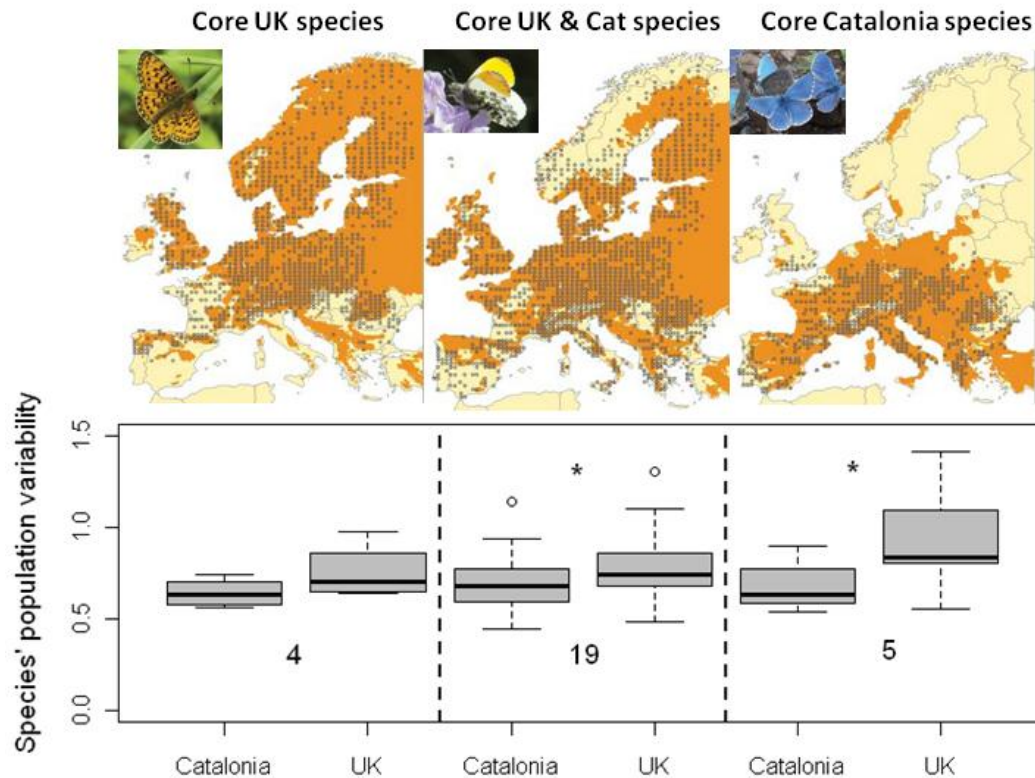 Core UK species
Core UK & Cat species
Core Catalonia species
Species' population variability
1.5
1.0
0.5
0.0
*
*
4
19
5
Catalonia
UK
Catalonia
UK
Catalonia
UK